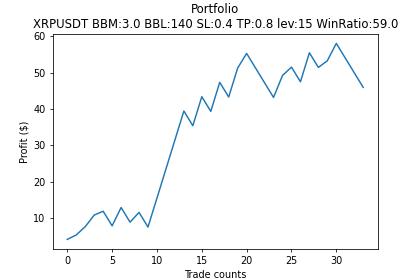 Portfolio
XRPUSDT BBM:3.0 BBL:140 SL:0.4 TP:0.8 lev:15 WinRatio:59.0
60
50
40
30
20
10
Profit ($)
0 5 10 15 20 25 30
Trade counts